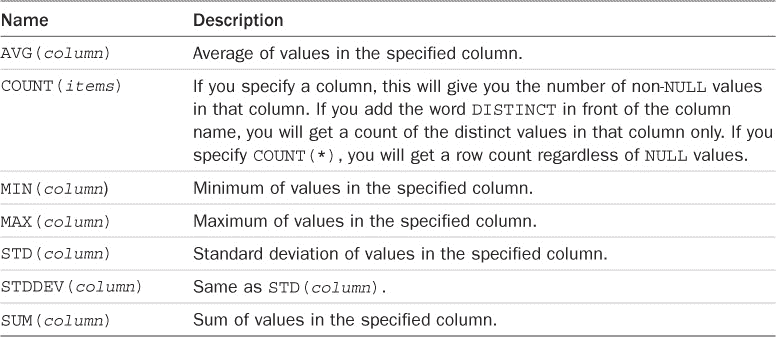 Name Description
AVG(column) Average of values in the specified column.
COUNT(items) If you specify a column, this will give you the number of non-NULL values
in that column. If you add the word DISTINCT in front of the column
name, you will get a count of the distinct values in that column only. If you
specify COUNT(*), you will get a row count regardless of NULL values.
MIN(column) Minimum of values in the specified column.
MAX(column) Maximum of values in the specified column.
STD(column) Standard deviation of values in the specified column.
STDDEV(column) Same as STD(column).
SUM(column) Sum of values in the specified column.